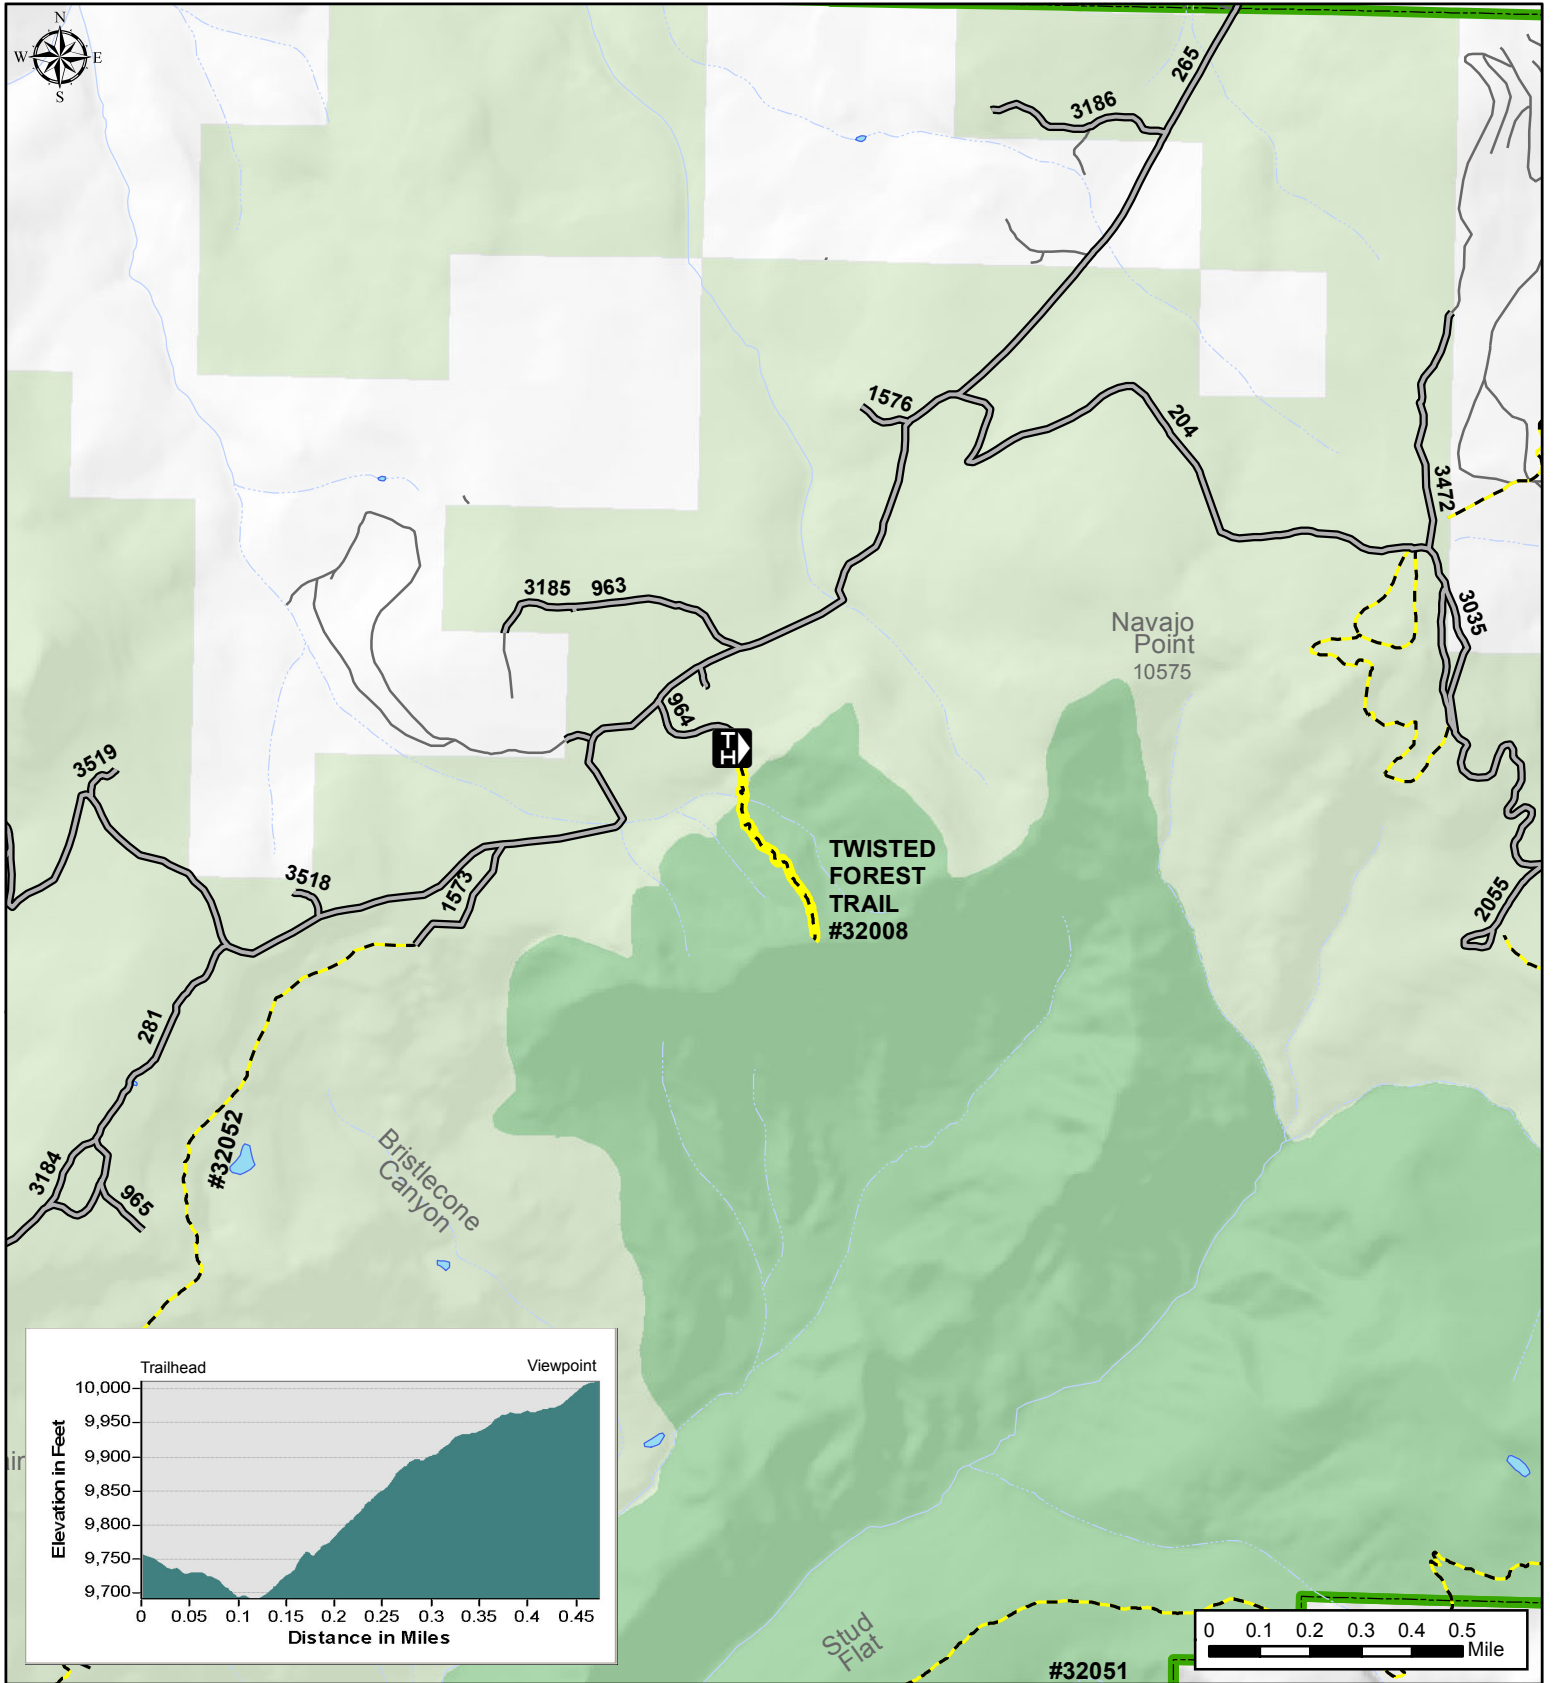 N
W E
S
265
3186
1576
204
3472
3185 963
3035
Navajo
Point
10575
964
T
H
3519
TWISTED
FOREST
TRAIL
#32008
3518
1573
2055
281
#32052
Bristlecone
Canyon
3184
965
Trailhead Viewpoint
10,000
9,950
9,900
9,850
9,800
9,750
9,700
Elevation in Feet
0 0.05 0.1 0.15 0.2 0.25 0.3 0.35 0.4 0.45
Distance in Miles
Stud
Flat
#32051
0 0.1 0.2 0.3 0.4 0.5
Mile